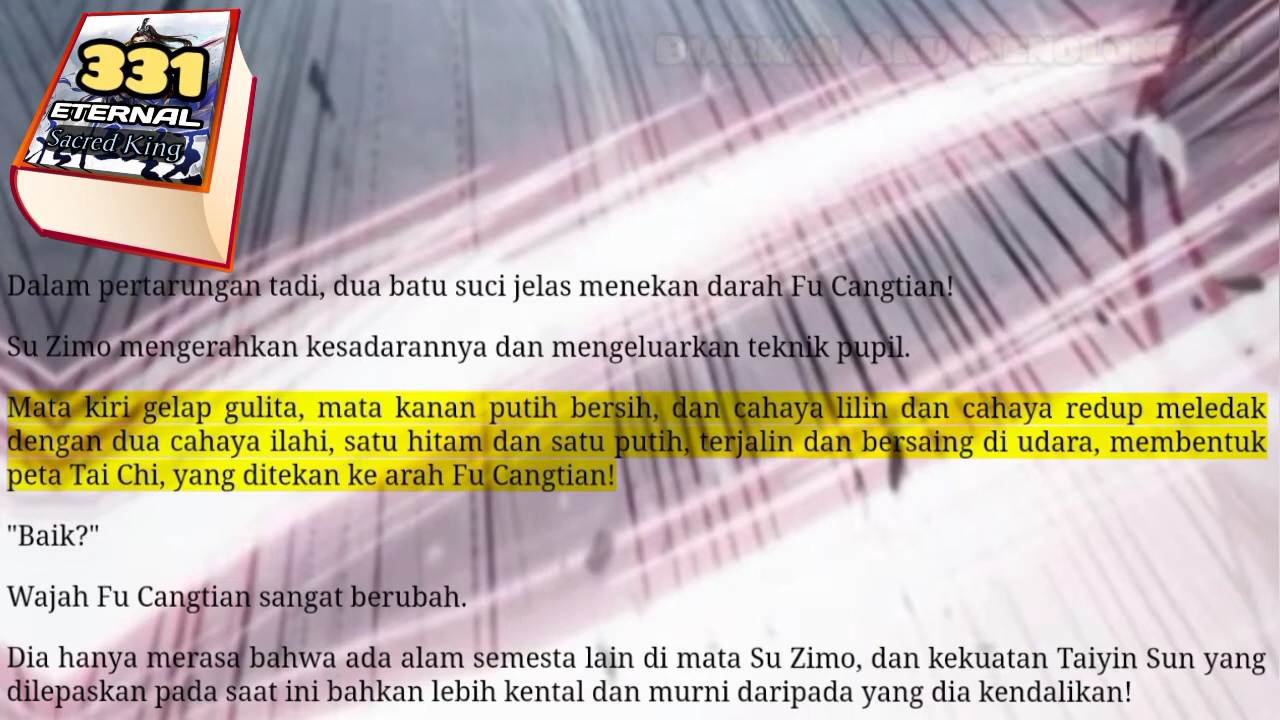 331
ETERNAL
Sacred King
BIARKAN AKU MENOLONGMU
Dalam pertarungan tadi, dua batu suci jelas menekan darah Fu Cangtian!
Su Zimo mengerahkan kesadarannya dan mengeluarkan teknik pupil.
Mata kiri gelap gulita, mata kanan putih bersih, dan cahaya lilin dan cahaya redup meledak
dengan dua cahaya ilahi, satu hitam dan satu putih, terjalin dan bersaing di udara, membentuk
peta Tai Chi, yang ditekan ke arah Fu Cangtian!
"Baik?"
Wajah Fu Cangtian sangat berubah.
Dia hanya merasa bahwa ada alam semesta lain di mata Su Zimo, dan kekuatan Taiyin Sun yang
dilepaskan pada saat ini bahkan lebih kental dan murni daripada yang dia kendalikan!